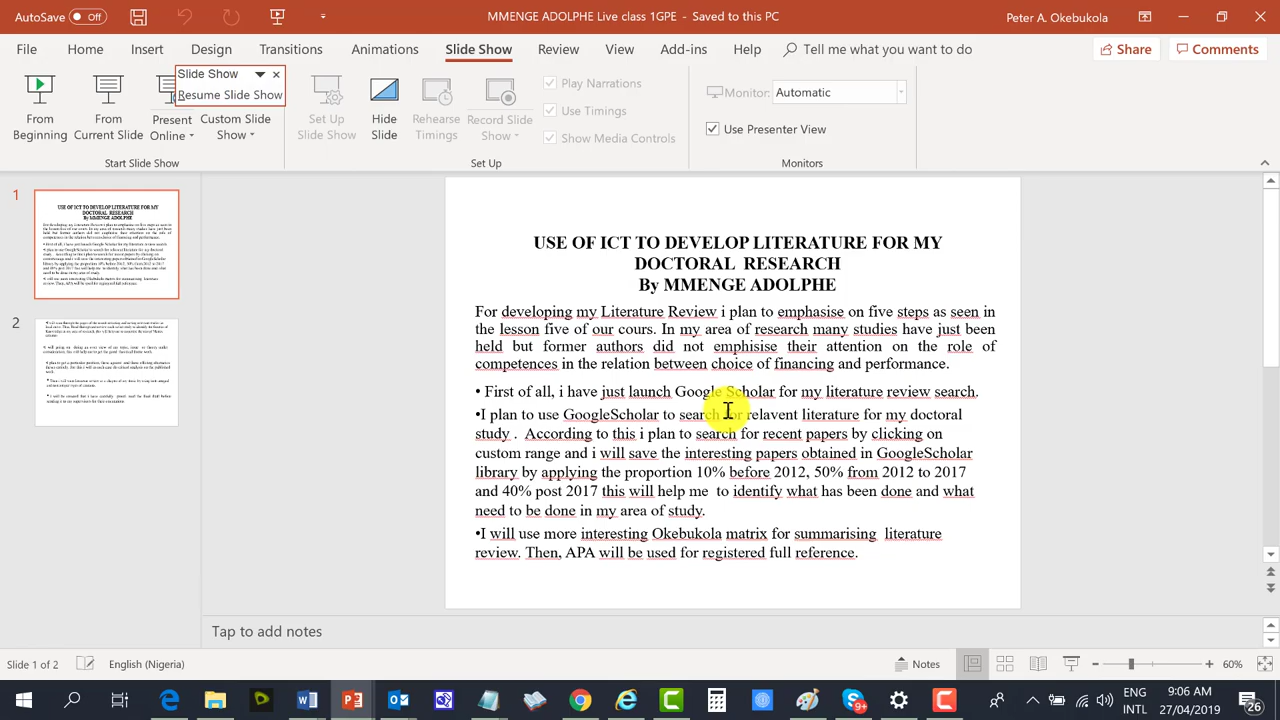 AutoSave Off
MMENGE ADOLPHE Live class 1GPE - Saved to this PC
Peter A. Okebukola
File Home Insert Design Transitions Animations Slide Show Review View Add-ins Help Tell me what you want to do Share Comments
Slide Show
Resume Slide Show
From Beginning
From Current Slide
Present Online
Custom Slide Show
Set Up Slide Show
Hide Slide
Rehearse Timings
Record Slide Show
Play Narrations
Use Timings
Show Media Controls
Monitor: Automatic
Use Presenter View
Start Slide Show
Set Up
Monitors
1
2
USE OF ICT TO DEVELOP LITERATURE FOR MY
DOCTORAL RESEARCH
By MMENGE ADOLPHE
For developing my Literature Review i plan to emphasise on five steps as seen in
the lesson five of our cours. In my area of research many studies have just been
held but former authors did not emphasise their attention on the role of
competences in the relation between choice of financing and performance.
•First of all, i have just launch Google Scholar for my literature review search.
•I plan to use GoogleScholar to search for relavent literature for my doctoral
study . According to this i plan to search for recent papers by clicking on
custom range and i will save the interesting papers obtained in GoogleScholar
library by applying the proportion 10% before 2012, 50% from 2012 to 2017
and 40% post 2017 this will help me to identify what has been done and what
need to be done in my area of study.
•I will use more interesting Okebukola matrix for summarising literature
review. Then, APA will be used for registered full reference.
Tap to add notes
Slide 1 of 2
English (Nigeria)
Notes
60%
ENG
INTL
9:06 AM
27/04/2019
26